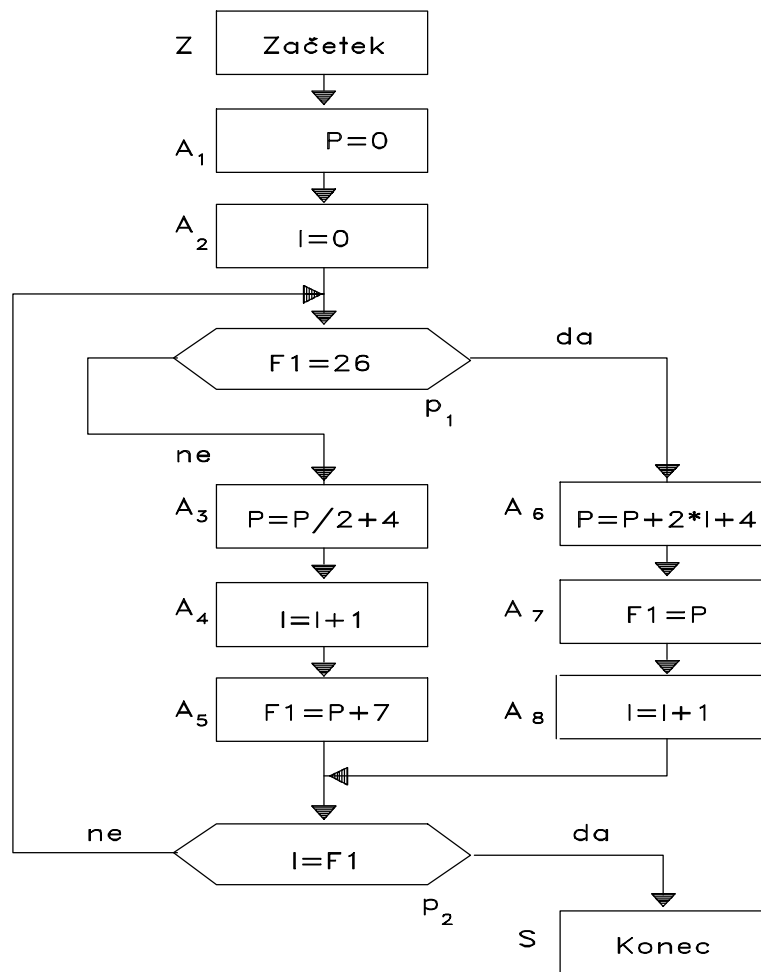 Z Začetek
A1 P=0
A2 I=0
F1=26
da
p1
ne
A3 P=P/2+4
A6 P=P+2*I+4
A4 I=I+1
A7 F1=P
A5 F1=P+7
A8 I=I+1
ne
I=F1
da
p2
S Konec